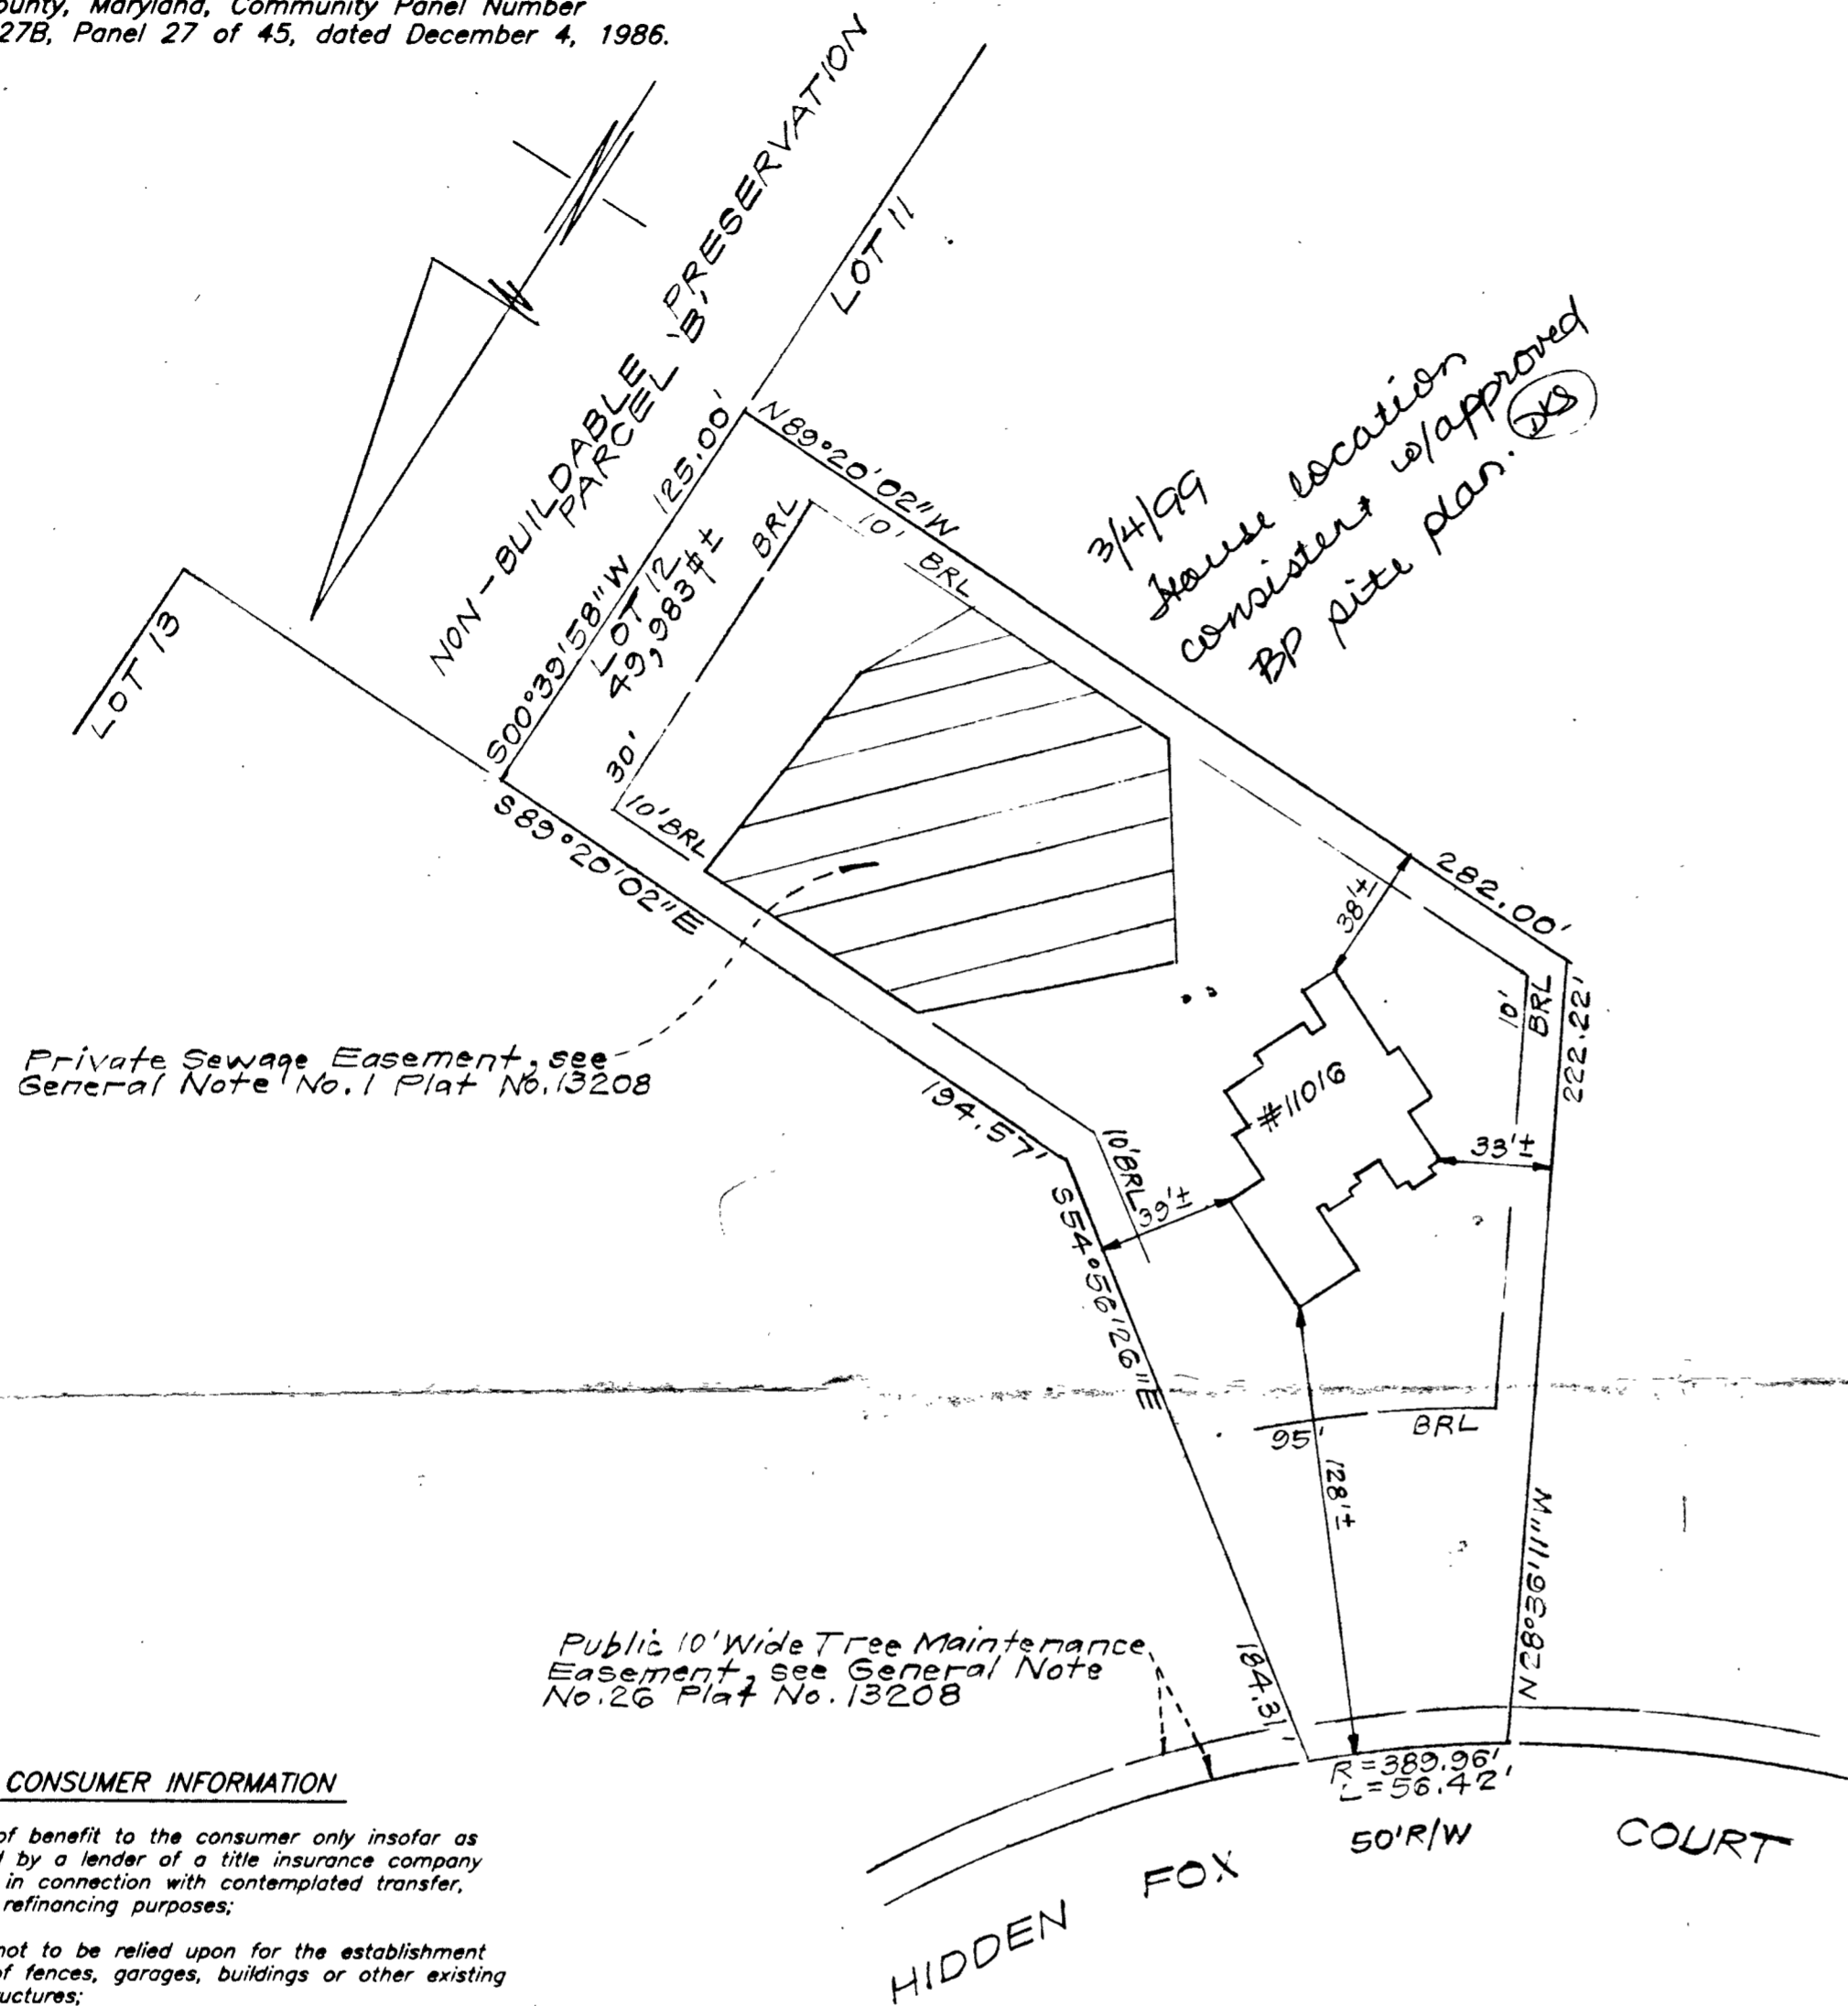 ounty, Maryland, Community Panel Number
27B, Panel 27 of 45, dated December 4, 1986.
NON-BUILDABLE PRESERVATION
PARCEL 'B'
LOT 11
LOT 13
N
S00°39'58"W 125.00'
LOT 12
49,983 ±
N89°20'02"W
282.00'
10' BRL
30' BRL
10' BRL
S89°20'02"E
194.57'
3/4/99
House location
consistent w/approved
BP site plan. DKS
Private Sewage Easement, see
General Note No. 1 Plat No. 13208
38'±
10'
BRL
222.22'
#11016
33'±
10' BRL
39'±
S54°56'26"E
184.31'
95' BRL
128'±
N28°36'11"W
Public 10' Wide Tree Maintenance
Easement, see General Note
No. 26 Plat No. 13208
R=389.96'
L=56.42'
50' R/W
HIDDEN FOX COURT
CONSUMER INFORMATION
of benefit to the consumer only insofar as
by a lender of a title insurance company
in connection with contemplated transfer,
refinancing purposes;
not to be relied upon for the establishment
of fences, garages, buildings or other existing
uctures;